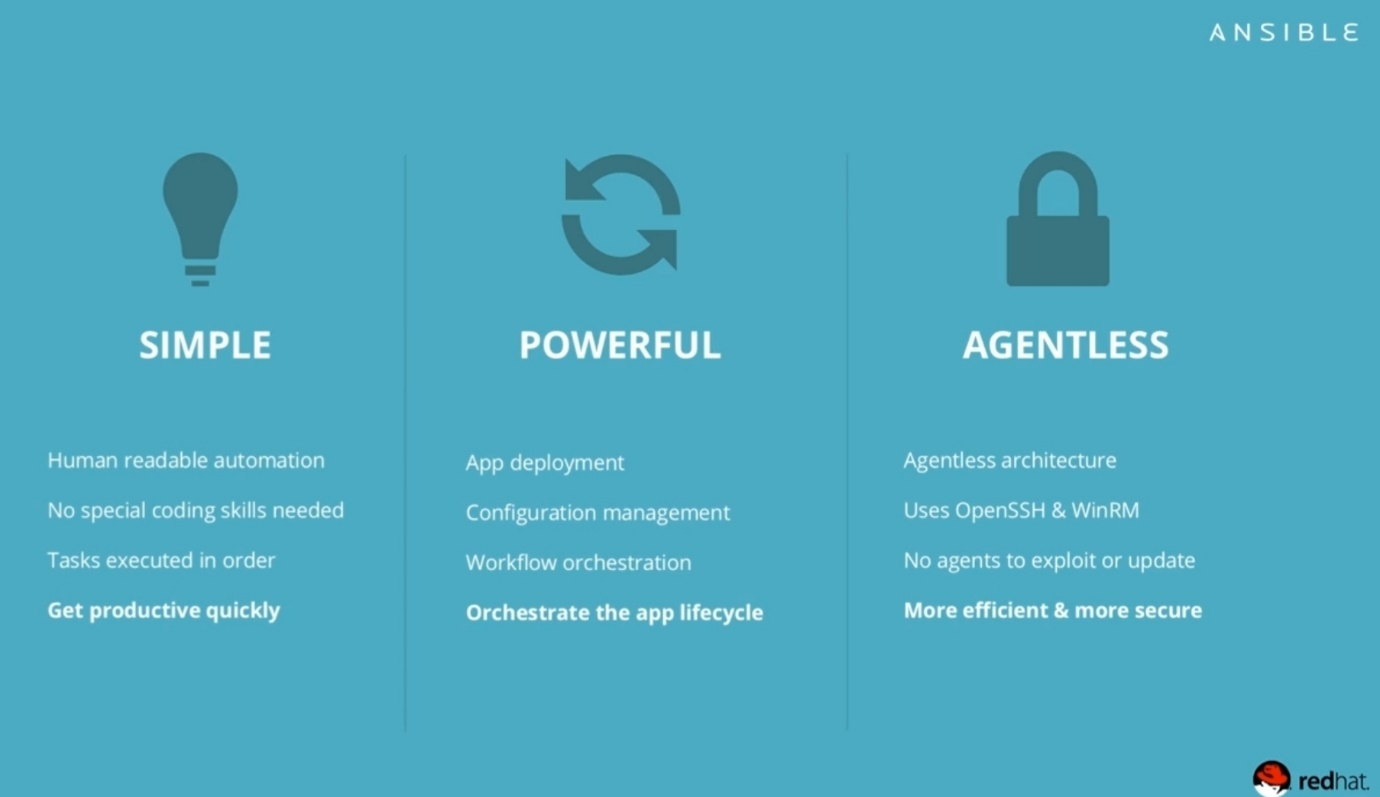 ANSIBLE
SIMPLE
Human readable automation
No special coding skills needed
Tasks executed in order
Get productive quickly
POWERFUL
App deployment
Configuration management
Workflow orchestration
Orchestrate the app lifecycle
AGENTLESS
Agentless architecture
Uses OpenSSH & WinRM
No agents to exploit or update
More efficient & more secure
redhat.